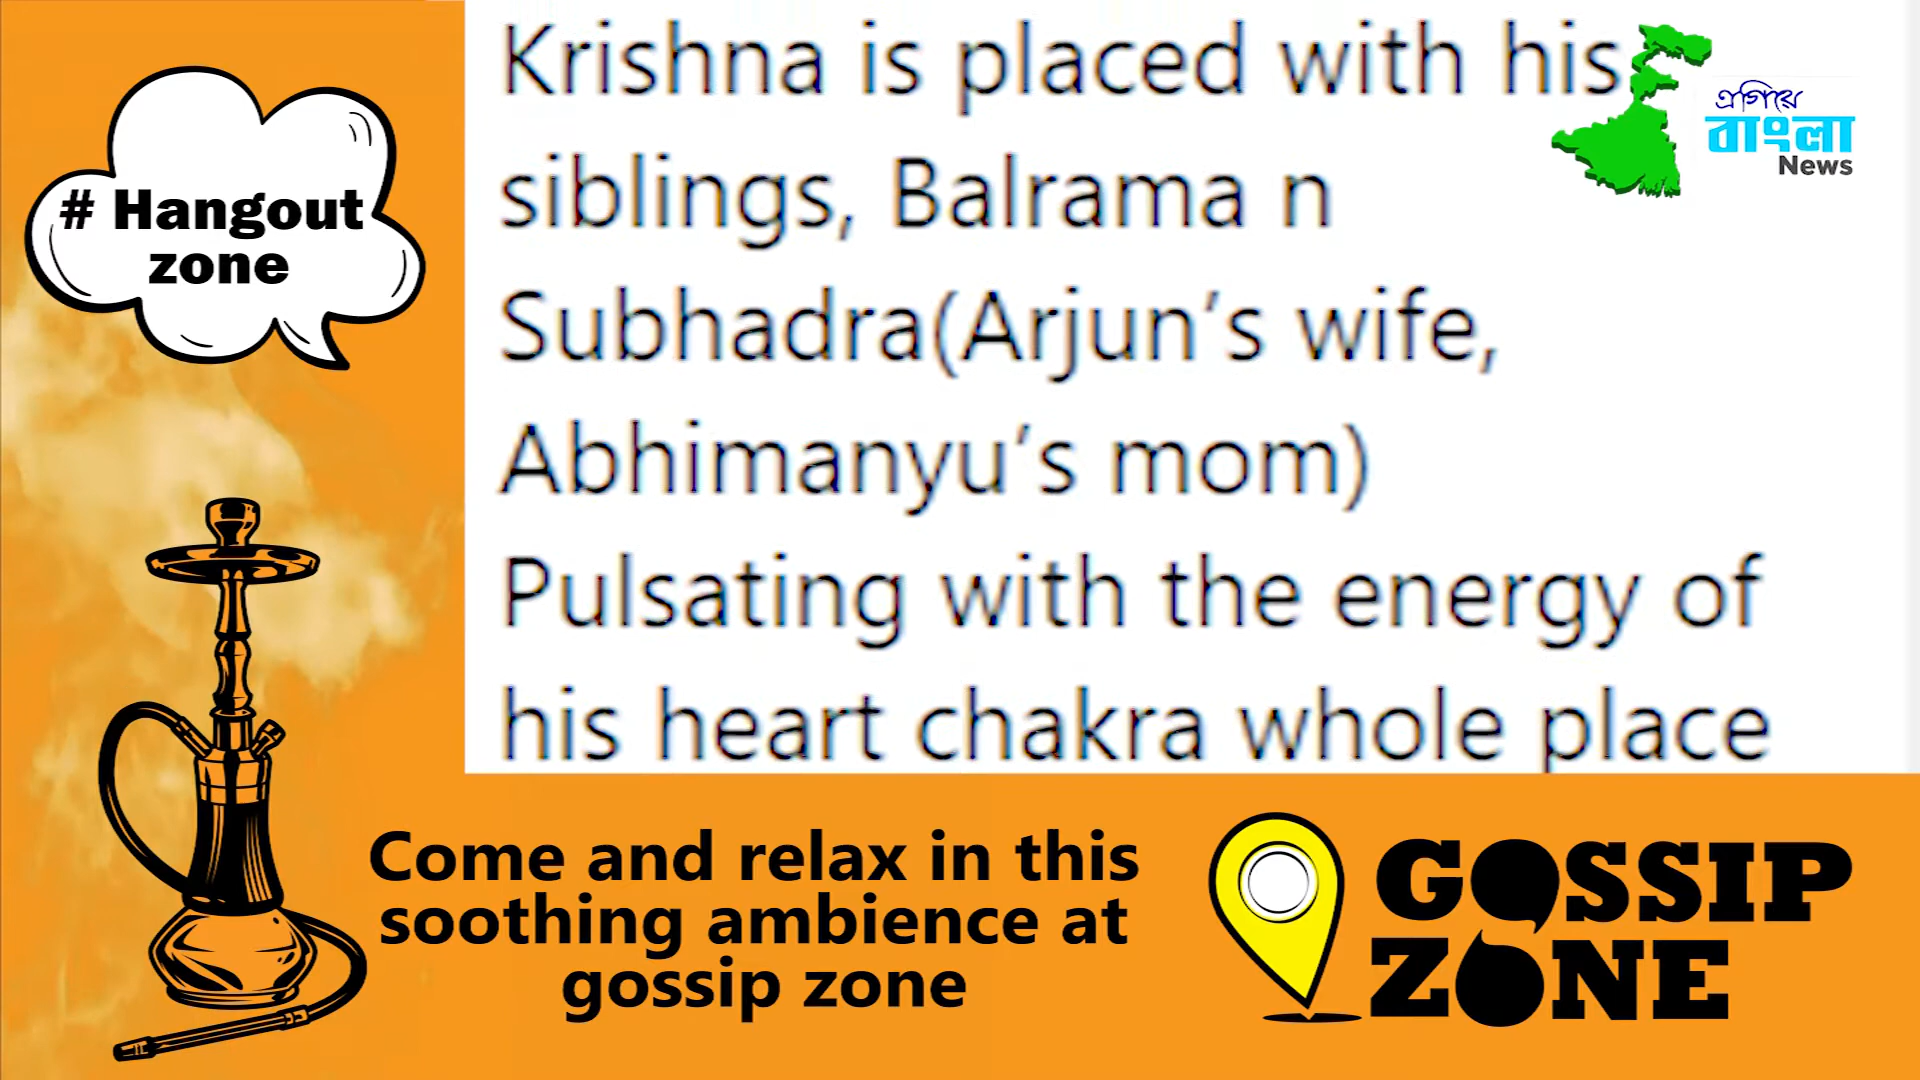 Krishna is placed with his
siblings, Balrama n
Subhadra(Arjun’s wife,
Abhimanyu’s mom)
Pulsating with the energy of
his heart chakra whole place
এগিয়ে
বাংলা
News
# Hangout
zone
Come and relax in this
soothing ambience at
gossip zone
GOSSIP
ZONE